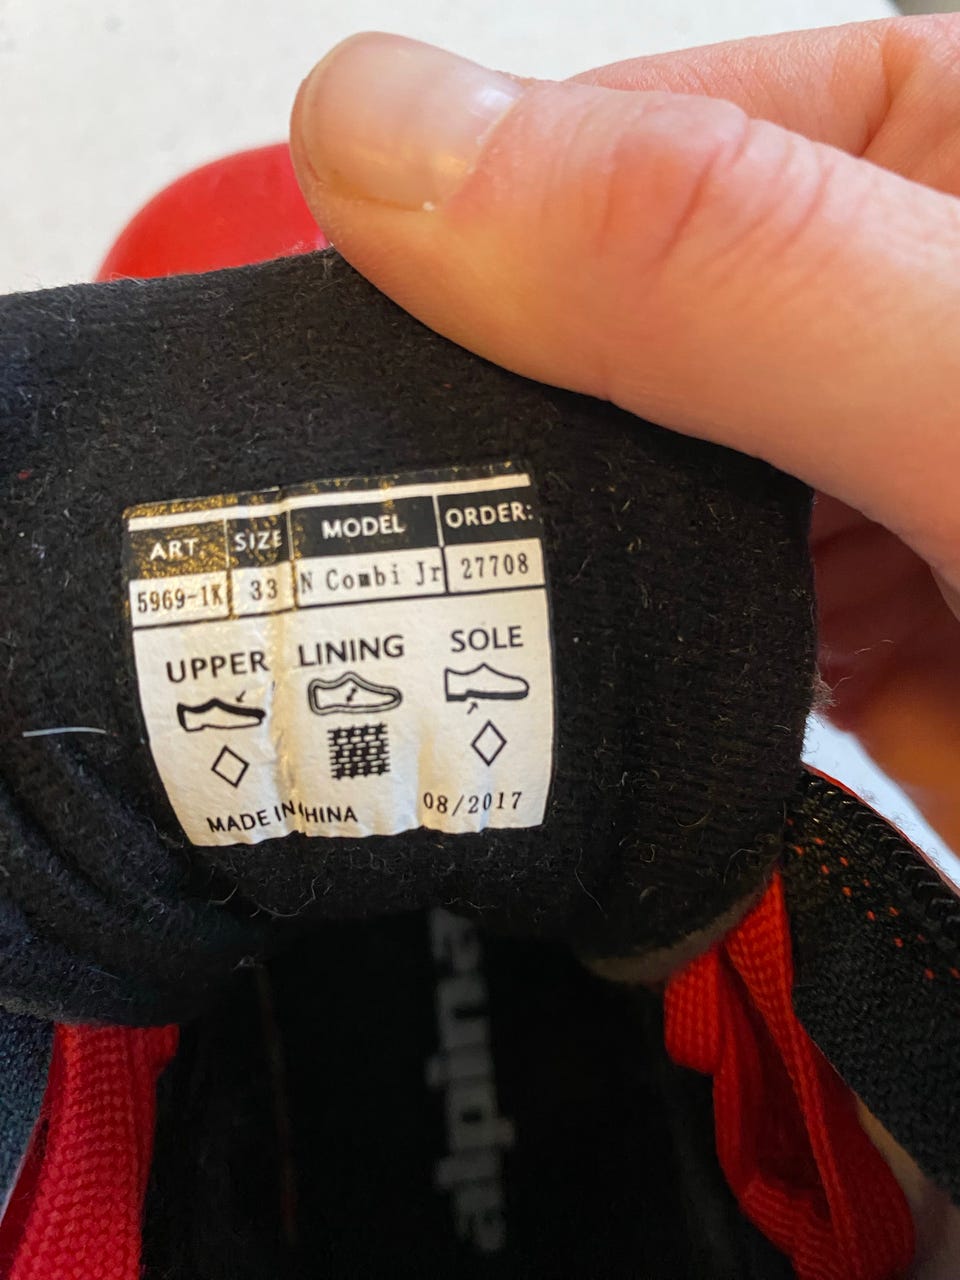 ART. SIZE MODEL ORDER:
5969-1K 33 N Combi Jr 27708
UPPER LINING SOLE
MADE IN CHINA 08/2017
alpina